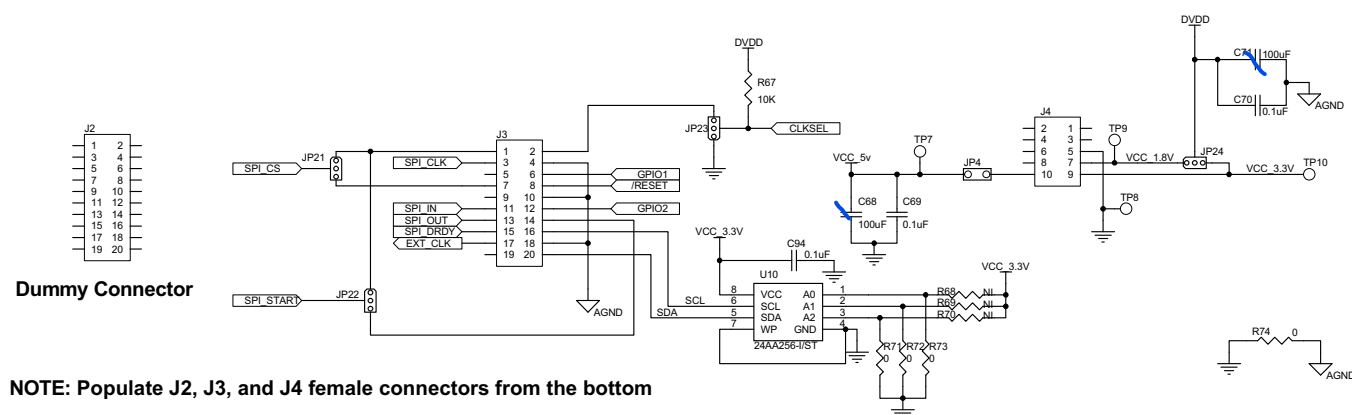 DVDD
DVDD
R67
10K
C71
100uF
C70
0.1uF
AGND
J2
1 2
3 4
5 6
7 8
9 10
11 12
13 14
15 16
17 18
19 20
Dummy Connector
J3
1 2
3 4
5 6
7 8
9 10
11 12
13 14
15 16
17 18
19 20
JP21
SPI_CS
SPI_CLK
SPI_IN
SPI_OUT
SPI_DRDY
EXT_CLK
GPIO1
/RESET
GPIO2
JP22
SPI_START
AGND
JP23
CLKSEL
J4
2 1
4 3
6 5
8 7
10 9
TP7
TP9
JP4
VCC_5v
VCC_1.8V
JP24
VCC_3.3V
TP10
TP8
C68
100uF
C69
0.1uF
VCC_3.3V
C94
0.1uF
U10
8 VCC A0 1
6 SCL A1 2
5 SDA A2 3
7 WP GND 4
24AA256-I/ST
SCL
SDA
VCC_3.3V
R68 NI
R69 NI
R70 NI
R71 0
R72 0
R73 0
R74 0
AGND
NOTE: Populate J2, J3, and J4 female connectors from the bottom